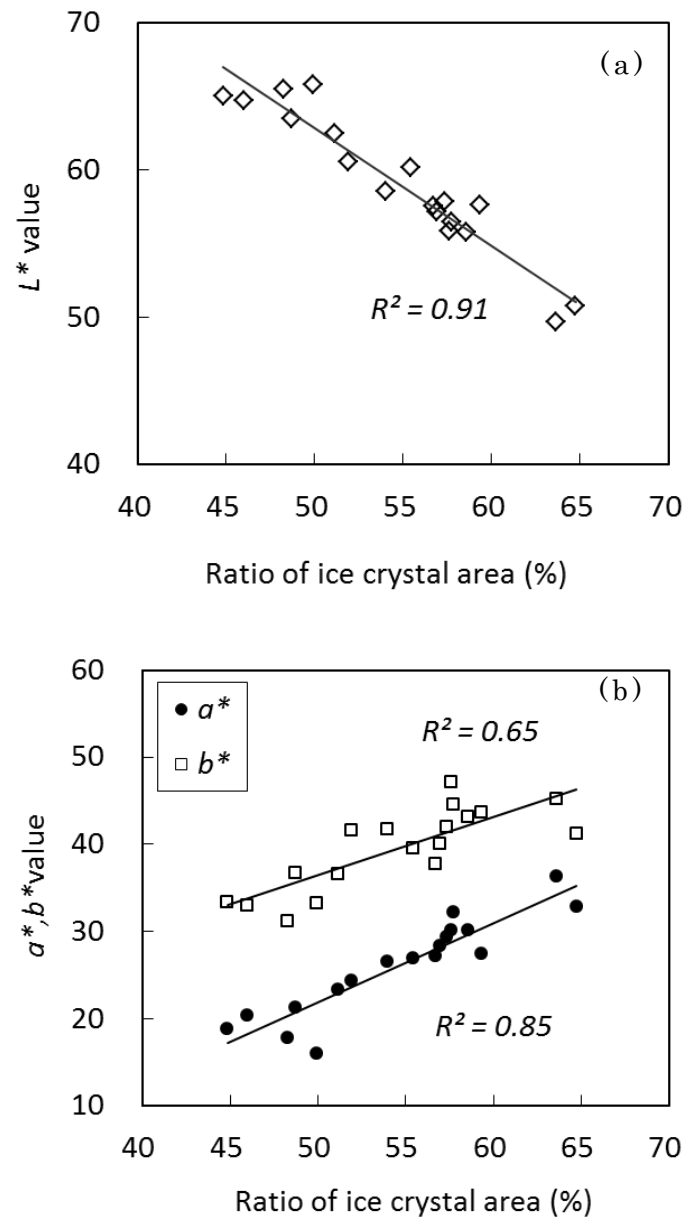 70
(a)
60
L* value
50
R² = 0.91
40
40 45 50 55 60 65 70
Ratio of ice crystal area (%)
60
(b)
a*
R² = 0.65
50
b*
40
a*,b*value
30
20
R² = 0.85
10
40 45 50 55 60 65 70
Ratio of ice crystal area (%)